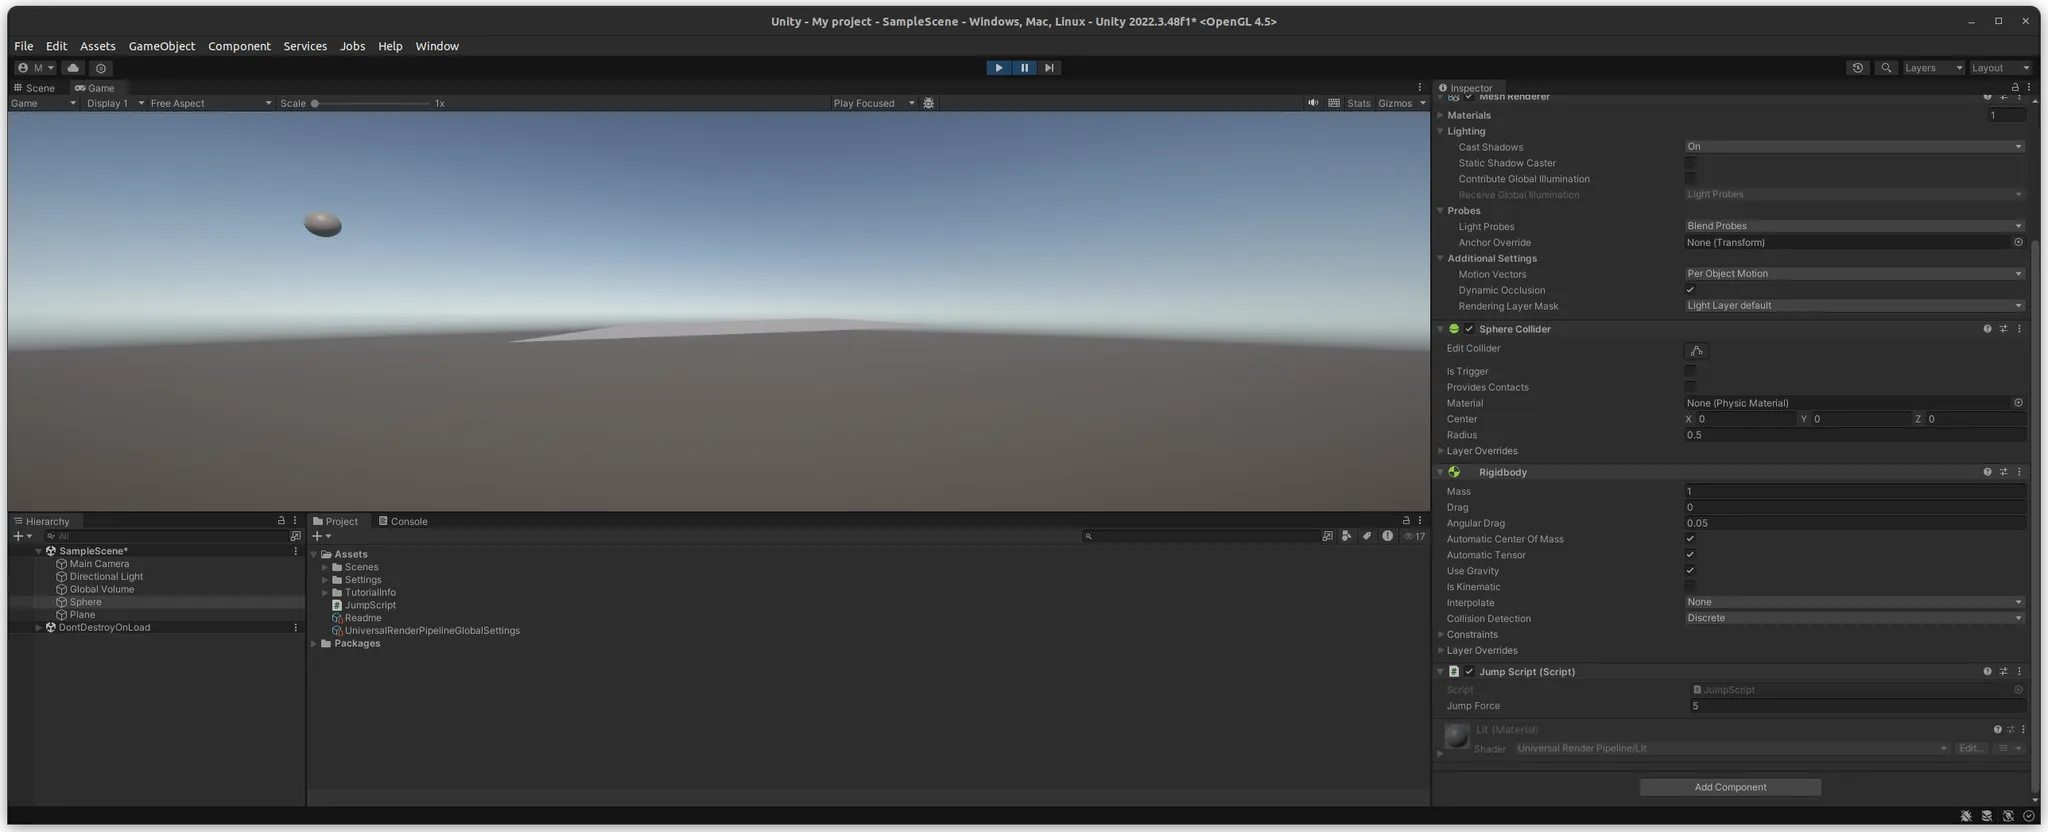 Unity - My project - SampleScene - Windows, Mac, Linux - Unity 2022.3.48f1* <OpenGL 4.5>
File Edit Assets GameObject Component Services Jobs Help Window
M Layers Layout
Scene Game
Game Display 1 Free Aspect Scale 1x Play Focused Stats Gizmos
Inspector
Mesh Renderer
Materials 1
Lighting
Cast Shadows On
Static Shadow Caster
Contribute Global Illumination
Receive Global Illumination Light Probes
Probes
Light Probes Blend Probes
Anchor Override None (Transform)
Additional Settings
Motion Vectors Per Object Motion
Dynamic Occlusion
Rendering Layer Mask Light Layer default
Sphere Collider
Edit Collider
Is Trigger
Provides Contacts
Material None (Physic Material)
Center X 0 Y 0 Z 0
Radius 0.5
Layer Overrides
Rigidbody
Mass 1
Drag 0
Angular Drag 0.05
Automatic Center Of Mass
Automatic Tensor
Use Gravity
Is Kinematic
Interpolate None
Collision Detection Discrete
Constraints
Layer Overrides
Jump Script (Script)
Script JumpScript
Jump Force 5
Lit (Material)
Shader Universal Render Pipeline/Lit Edit...
Add Component
Hierarchy
All
SampleScene*
Main Camera
Directional Light
Global Volume
Sphere
Plane
DontDestroyOnLoad
Project Console
17
Assets
Scenes
Settings
TutorialInfo
JumpScript
Readme
UniversalRenderPipelineGlobalSettings
Packages